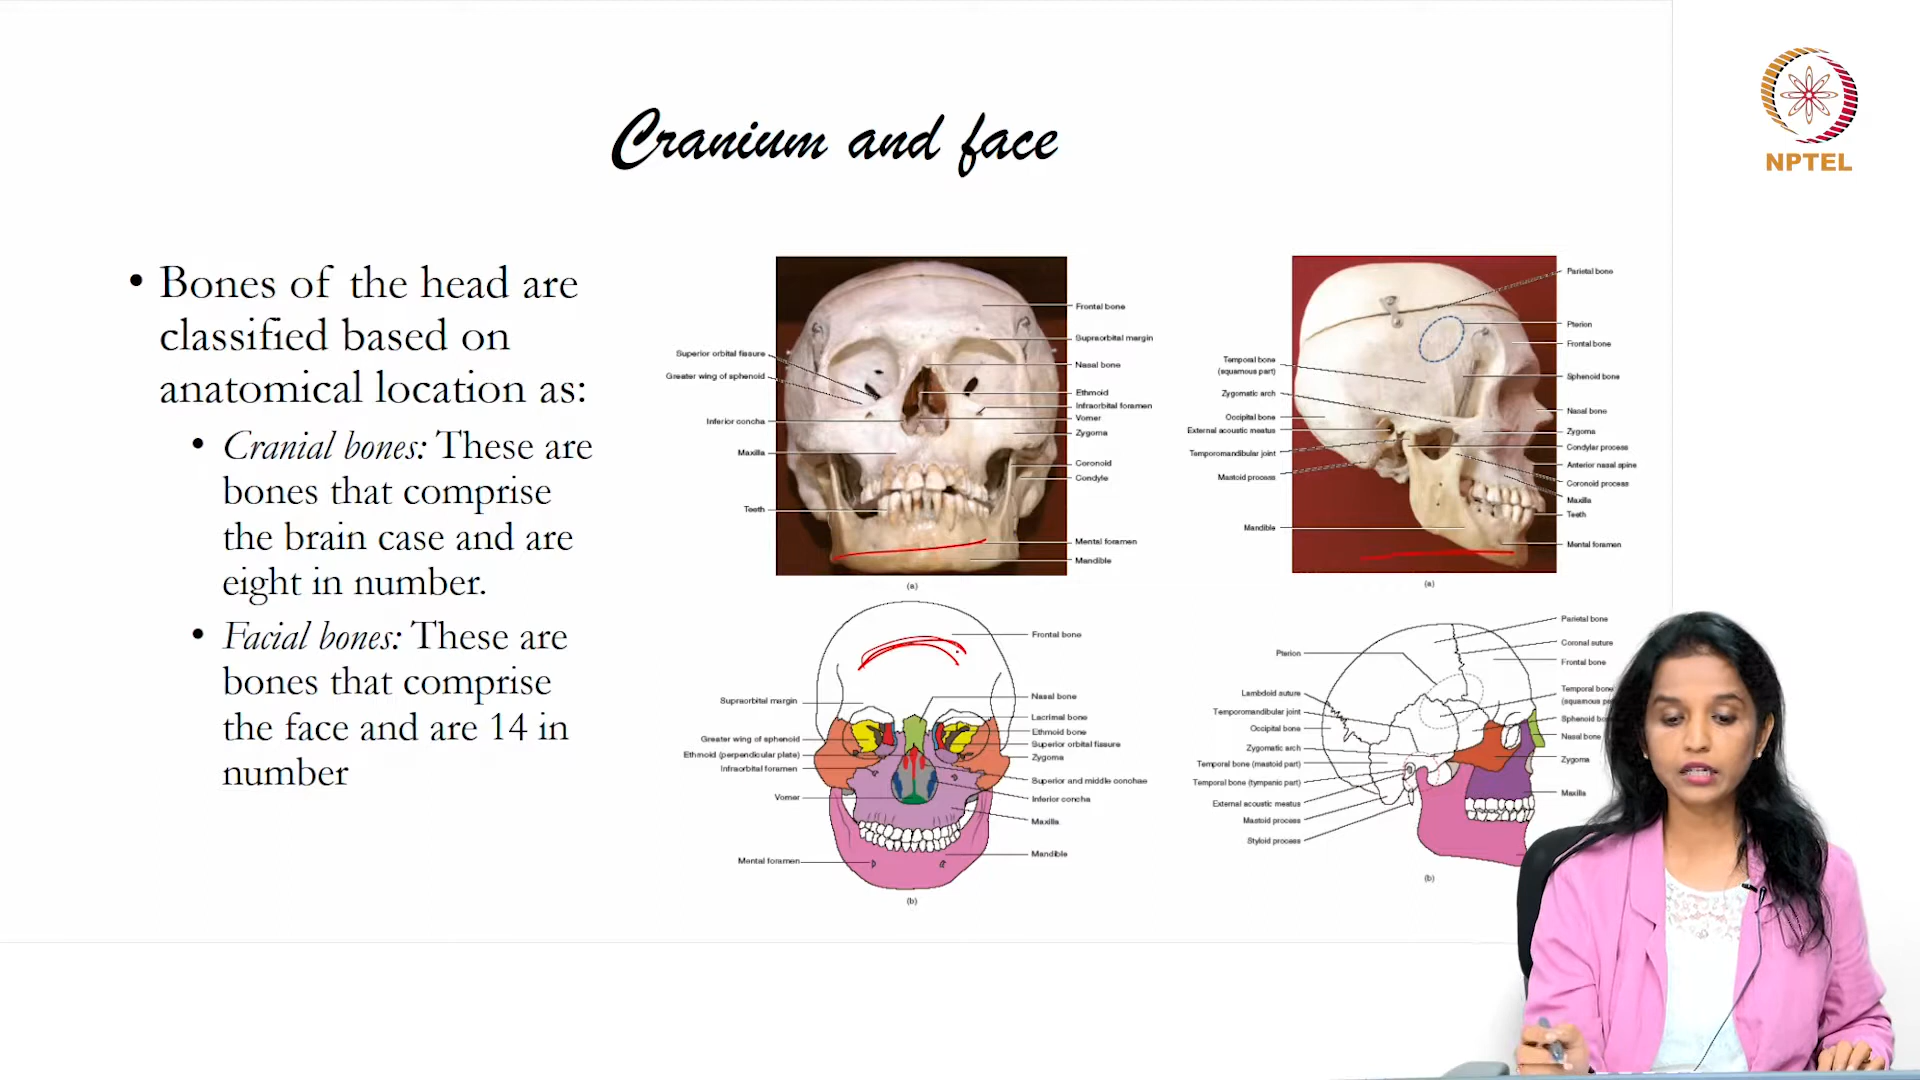 Cranium and face
NPTEL
• Bones of the head are
classified based on
anatomical location as:
• Cranial bones: These are
bones that comprise
the brain case and are
eight in number.
• Facial bones: These are
bones that comprise
the face and are 14 in
number
Superior orbital fissure
Greater wing of sphenoid
Inferior concha
Maxilla
Teeth
Frontal bone
Supraorbital margin
Nasal bone
Ethmoid
Infraorbital foramen
Vomer
Zygoma
Coronoid
Condyle
Mental foramen
Mandible
(a)
Temporal bone
(squamous part)
Zygomatic arch
Occipital bone
External acoustic meatus
Temporomandibular joint
Mastoid process
Mandible
Parietal bone
Pterion
Frontal bone
Sphenoid bone
Nasal bone
Zygoma
Condylar process
Anterior nasal spine
Coronoid process
Maxilla
Teeth
Mental foramen
(a)
Supraorbital margin
Greater wing of sphenoid
Ethmoid (perpendicular plate)
Infraorbital foramen
Vomer
Mental foramen
Frontal bone
Nasal bone
Lacrimal bone
Ethmoid bone
Superior orbital fissure
Zygoma
Superior and middle conchae
Inferior concha
Maxilla
Mandible
(b)
Pterion
Lambdoid suture
Temporomandibular joint
Occipital bone
Zygomatic arch
Temporal bone (mastoid part)
Temporal bone (tympanic part)
External acoustic meatus
Mastoid process
Styloid process
Parietal bone
Coronal suture
Frontal bone
Temporal bone
(squamous
Sphenoid
Nasal bone
Zygoma
Maxilla
(b)